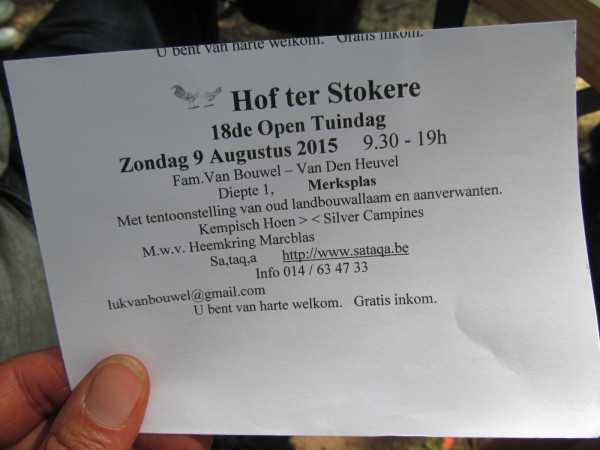 U bent van harte welkom. Gratis inkom.
Hof ter Stokere
18de Open Tuindag
Zondag 9 Augustus 2015 9.30 - 19h
Fam.Van Bouwel – Van Den Heuvel
Diepte 1, Merksplas
Met tentoonstelling van oud landbouwallaam en aanverwanten.
Kempisch Hoen > < Silver Campines
M.w.v. Heemkring Marcblas
Sa,taq,a http://www.sataqa.be
Info 014 / 63 47 33
lukvanbouwel@gmail.com
U bent van harte welkom. Gratis inkom.